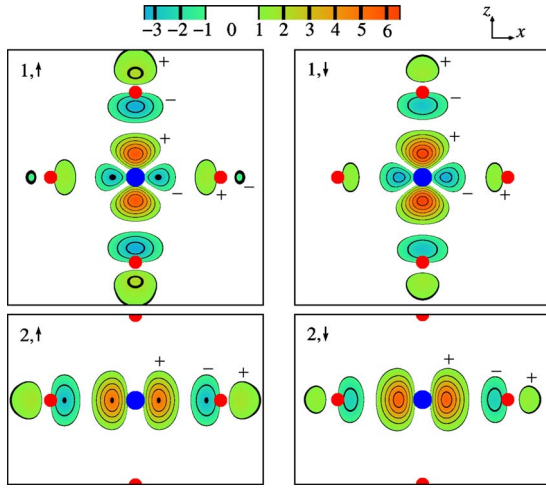 −3 −2 −1 0 1 2 3 4 5 6
z
x
1,↑ + − + − + −
1,↓ + − + − +
2,↑ + − +
2,↓ + − +